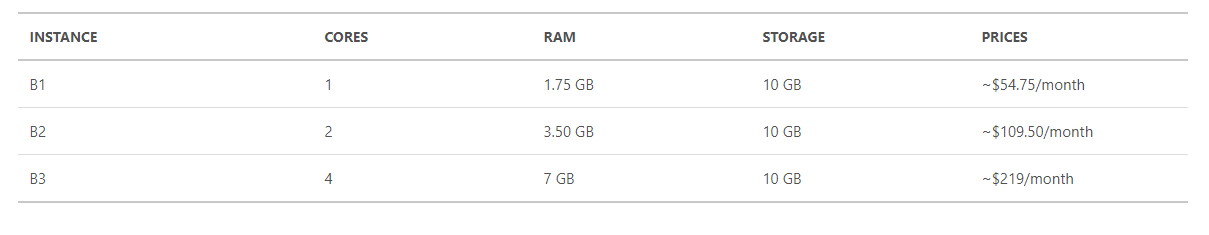 INSTANCE CORES RAM STORAGE PRICES
B1 1 1.75 GB 10 GB ~$54.75/month
B2 2 3.50 GB 10 GB ~$109.50/month
B3 4 7 GB 10 GB ~$219/month